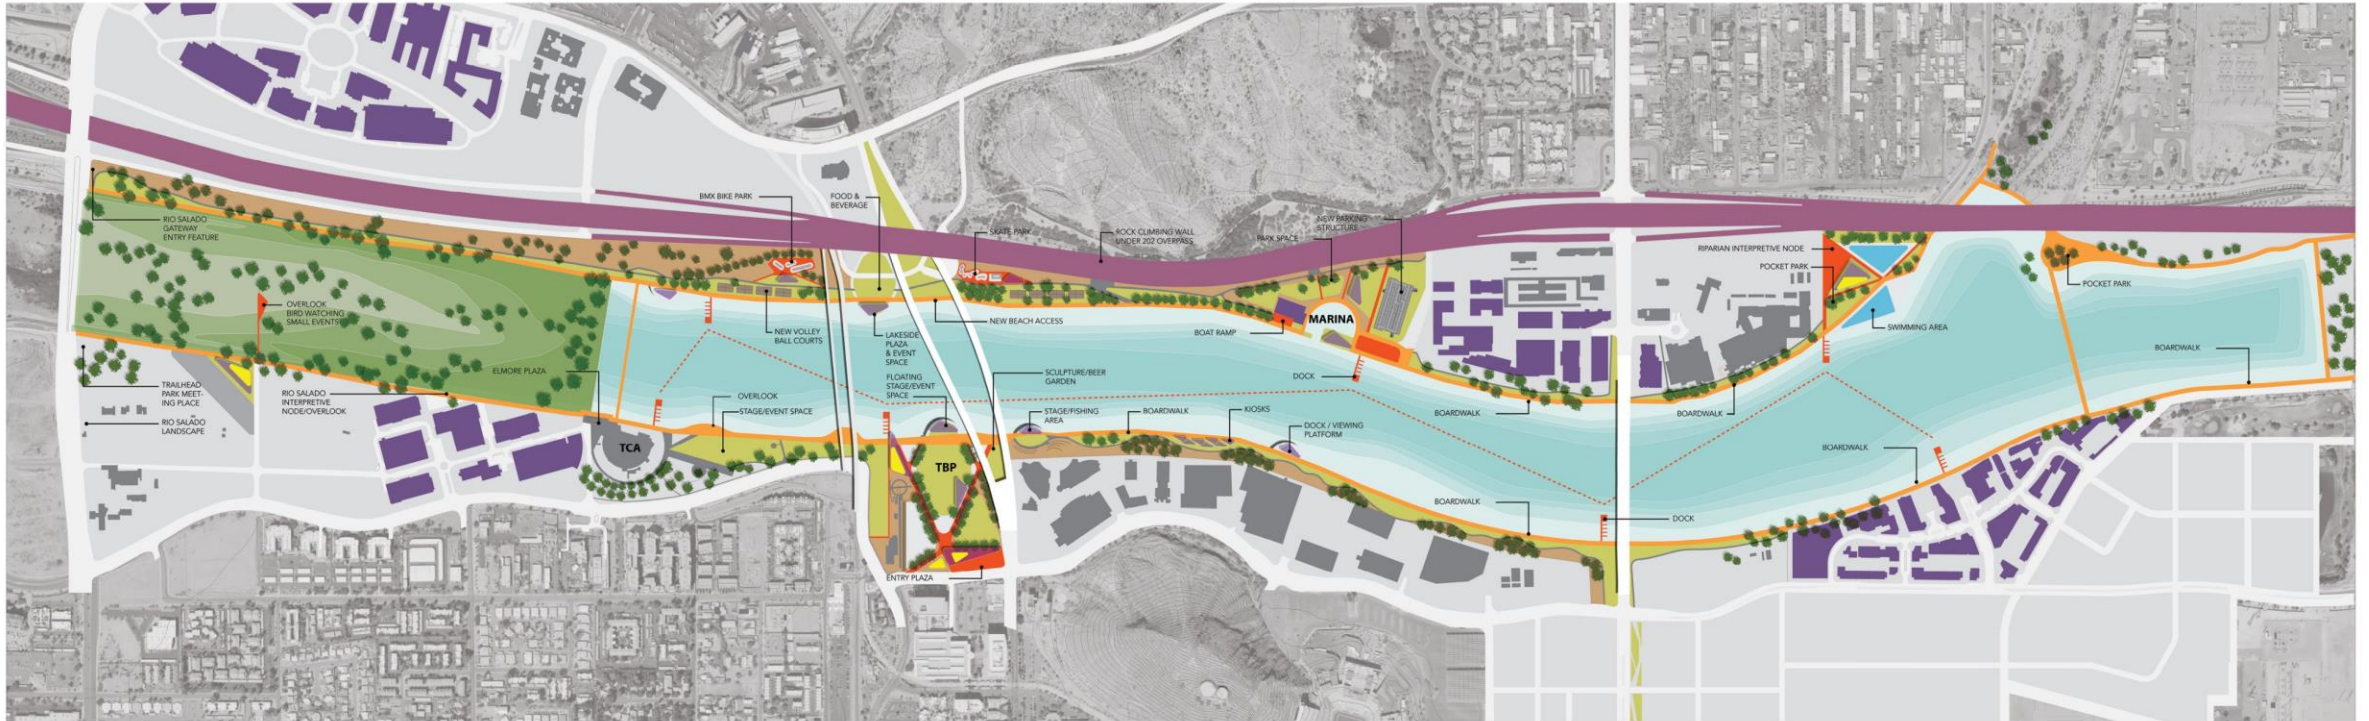 BMX BIKE PARK
FOOD &
BEVERAGE
RIO SALADO
GATEWAY
ENTRY FEATURE
SKATE PARK
ROCK CLIMBING WALL
UNDER 202 OVERPASS
PARK SPACE
NEW PARKING
STRUCTURE
RIPARIAN INTERPRETIVE NODE
POCKET PARK
POCKET PARK
OVERLOOK
BIRD WATCHING
SMALL EVENTS
NEW VOLLEY
BALL COURTS
LAKESIDE
PLAZA
& EVENT
SPACE
NEW BEACH ACCESS
BOAT RAMP
MARINA
SWIMMING AREA
BOARDWALK
ELMORE PLAZA
FLOATING
STAGE/EVENT
SPACE
SCULPTURE/BEER
GARDEN
DOCK
TRAILHEAD
PARK MEET-
ING PLACE
RIO SALADO
INTERPRETIVE
NODE/OVERLOOK
OVERLOOK
STAGE/EVENT SPACE
STAGE/FISHING
AREA
BOARDWALK
KIOSKS
BOARDWALK
BOARDWALK
RIO SALADO
LANDSCAPE
DOCK / VIEWING
PLATFORM
TCA
TBP
BOARDWALK
BOARDWALK
DOCK
ENTRY PLAZA